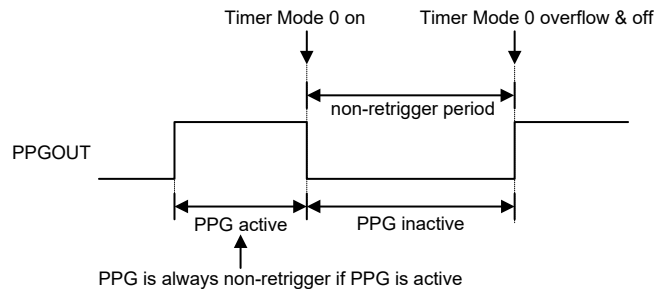 Timer Mode 0 on
Timer Mode 0 overflow & off
non-retrigger period
PPGOUT
PPG active
PPG inactive
PPG is always non-retrigger if PPG is active